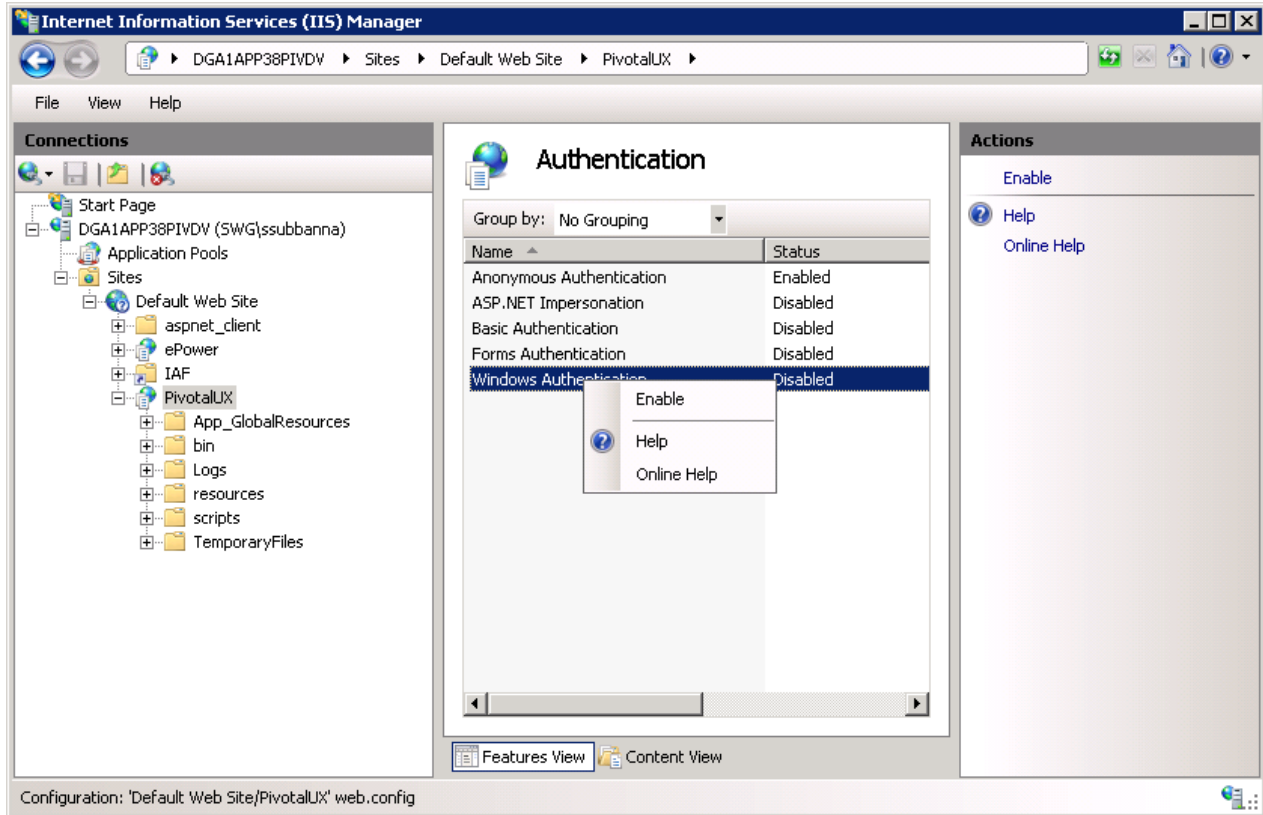 Internet Information Services (IIS) Manager
DGA1APP38PIVDV Sites Default Web Site PivotalUX
File View Help
Connections
Start Page
DGA1APP38PIVDV (SWG\ssubbanna)
Application Pools
Sites
Default Web Site
aspnet_client
ePower
IAF
PivotalUX
App_GlobalResources
bin
Logs
resources
scripts
TemporaryFiles
Authentication
Group by: No Grouping
Name Status
Anonymous Authentication Enabled
ASP.NET Impersonation Disabled
Basic Authentication Disabled
Forms Authentication Disabled
Windows Authentication Disabled
Enable
Help
Online Help
Features View Content View
Actions
Enable
Help
Online Help
Configuration: 'Default Web Site/PivotalUX' web.config